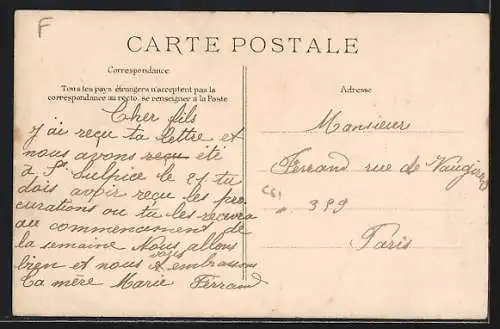 F
CARTE POSTALE
Correspondance
Tous les pays étrangers n'acceptent pas la
correspondance au recto, se renseigner à la Poste
Cher fils
j'ai reçu ta lettre et
nous avons reçu été
à St Sulpice le 21 tu
dois avoir reçu les pro
curations ou tu les recevra
au commencement de
la semaine Nous allons
bien et nous t'embrassons
Ta mère Marie Ferrand
Adresse
Monsieur
Ferrand rue de Vaugirard
389
Paris